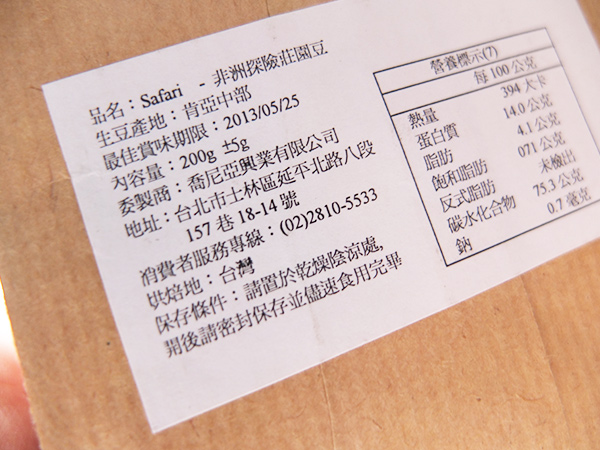 品名：Safari - 非洲探險莊園豆
生豆產地：肯亞中部
最佳賞味期限：2013/05/25
內容量：200g ±5g
委製商：喬尼亞興業有限公司
地址：台北市士林區延平北路八段
157 巷 18-14 號
消費者服務專線：(02)2810-5533
烘焙地：台灣
保存條件：請置於乾燥陰涼處,
開後請密封保存並儘速食用完畢
營養標示(7)
每 100 公克
熱量 394 大卡
蛋白質 14.0 公克
脂肪 4.1 公克
飽和脂肪 071 公克
反式脂肪 未檢出
碳水化合物 75.3 公克
鈉 0.7 毫克